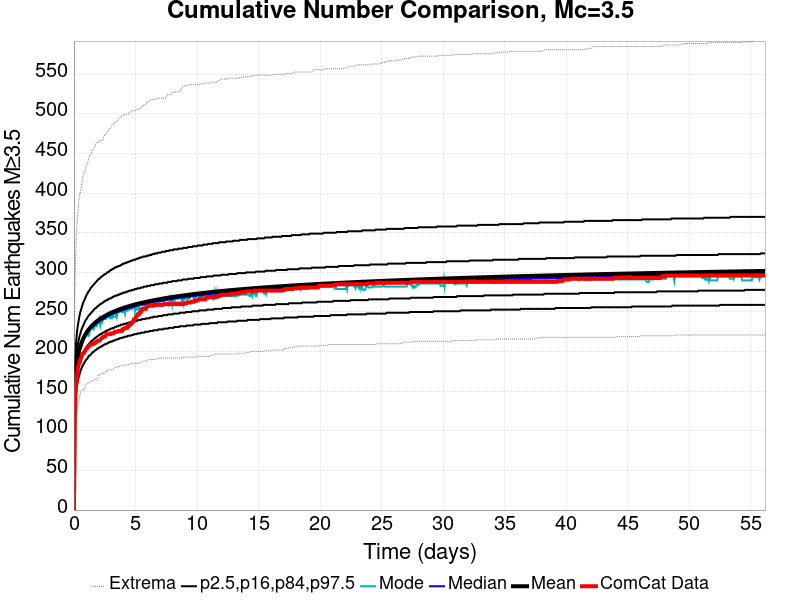 Cumulative Number Comparison, Mc=3.5
Cumulative Num Earthquakes M≥3.5
550
500
450
400
350
300
250
200
150
100
50
0
0 5 10 15 20 25 30 35 40 45 50 55
Time (days)
Extrema p2.5,p16,p84,p97.5 Mode Median Mean ComCat Data